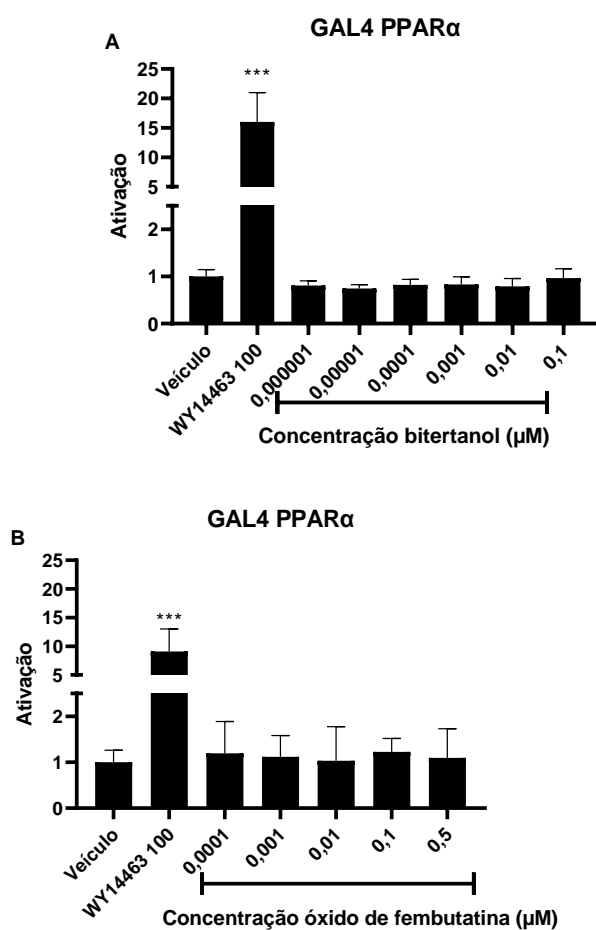 A
GAL4 PPARα
Ativação
25
20
15
10
5
2
1
0
***
Veículo
WY14463 100
0,000001
0,00001
0,0001
0,001
0,01
0,1
Concentração bitertanol (µM)
B
GAL4 PPARα
Ativação
25
20
15
10
5
2
1
0
***
Veículo
WY14463 100
0,0001
0,001
0,01
0,1
0,5
Concentração óxido de fembutatina (µM)